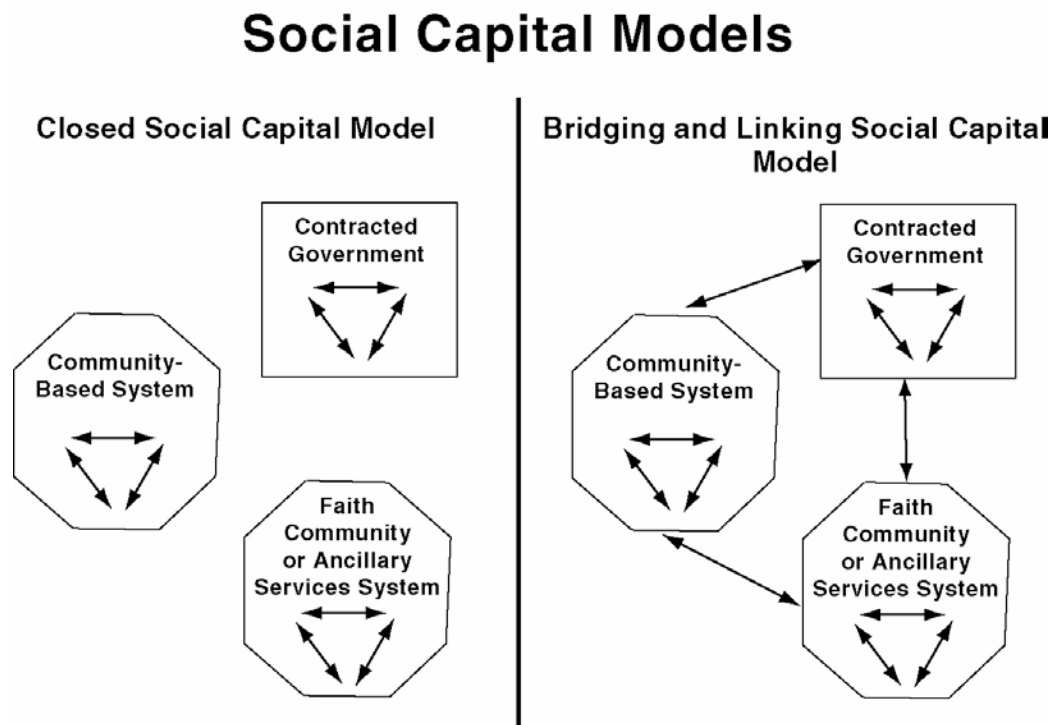 Social Capital Models
Closed Social Capital Model
Contracted
Government
Community-
Based System
Faith
Community
or Ancillary
Services System
Bridging and Linking Social Capital
Model
Contracted
Government
Community-
Based System
Faith
Community
or Ancillary
Services System